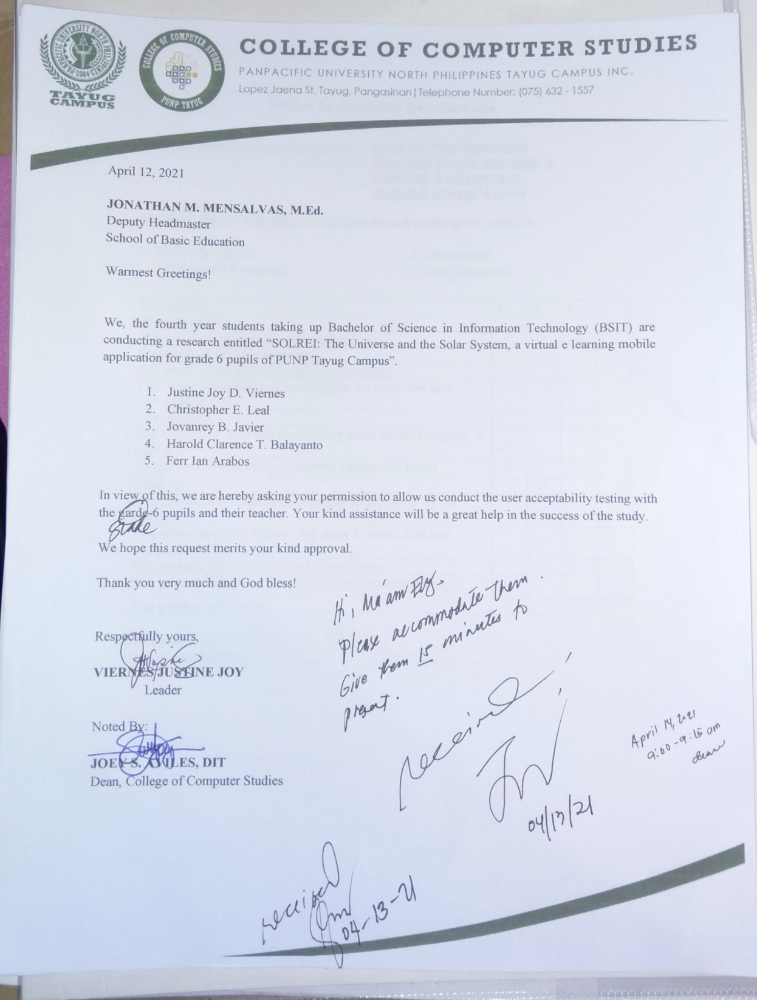 PANPACIFIC UNIVERSITY NORTH PHILIPPINES
TAYUG
CAMPUS
COLLEGE OF COMPUTER STUDIES
PUNP TAYUG
COLLEGE OF COMPUTER STUDIES
PANPACIFIC UNIVERSITY NORTH PHILIPPINES TAYUG CAMPUS INC.
Lopez Jaena St. Tayug, Pangasinan | Telephone Number: (075) 632 - 1557
April 12, 2021
JONATHAN M. MENSALVAS, M.Ed.
Deputy Headmaster
School of Basic Education
Warmest Greetings!
We, the fourth year students taking up Bachelor of Science in Information Technology (BSIT) are
conducting a research entitled “SOLREI: The Universe and the Solar System, a virtual e learning mobile
application for grade 6 pupils of PUNP Tayug Campus”.
1. Justine Joy D. Viernes
2. Christopher E. Leal
3. Jovanrey B. Javier
4. Harold Clarence T. Balayanto
5. Ferr Ian Arabos
In view of this, we are hereby asking your permission to allow us conduct the user acceptability testing with
the garde-6 pupils and their teacher. Your kind assistance will be a great help in the success of the study.
grade
We hope this request merits your kind approval.
Thank you very much and God bless!
Hi, Ma'am
Please accommodate them.
Give them 15 minutes to
present.
Respectfully yours,
VIERNES JUSTINE JOY
Leader
Noted By:
JOEY S. AVILES, DIT
Dean, College of Computer Studies
received
04/13/21
April 14, 2021
9:00-9:15 am
received
04-13-21